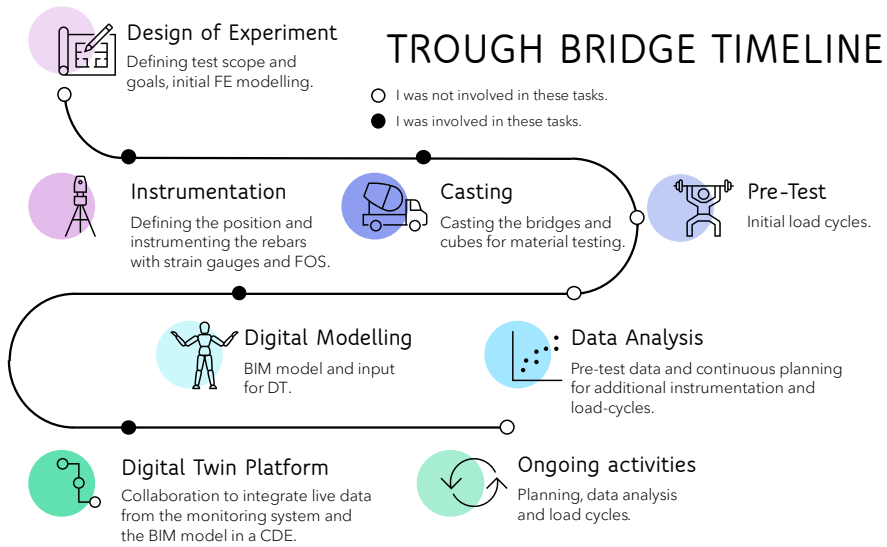 TROUGH BRIDGE TIMELINE
I was not involved in these tasks.
I was involved in these tasks.
Design of Experiment
Defining test scope and
goals, initial FE modelling.
Instrumentation
Defining the position and
instrumenting the rebars
with strain gauges and FOS.
Casting
Casting the bridges and
cubes for material testing.
Pre-Test
Initial load cycles.
Digital Modelling
BIM model and input
for DT.
Data Analysis
Pre-test data and continuous planning
for additional instrumentation and
load-cycles.
Digital Twin Platform
Collaboration to integrate live data
from the monitoring system and
the BIM model in a CDE.
Ongoing activities
Planning, data analysis
and load cycles.